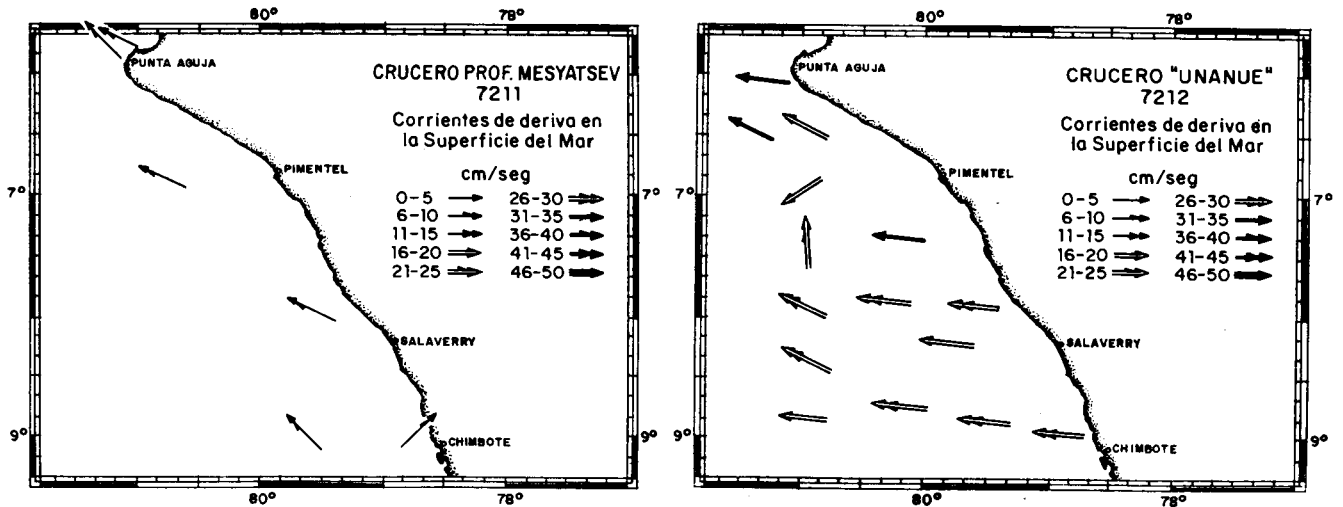 80° 78°
PUNTA AGUJA
CRUCERO PROF. MESYATSEV
7211
Corrientes de deriva en
la Superficie del Mar
cm/seg
0-5 26-30
6-10 31-35
11-15 36-40
16-20 41-45
21-25 46-50
PIMENTEL
7° 7°
SALAVERRY
9° 9°
CHIMBOTE
80° 78°
80° 78°
PUNTA AGUJA
CRUCERO "UNANUE"
7212
Corrientes de deriva en
la Superficie del Mar
cm/seg
0-5 26-30
6-10 31-35
11-15 36-40
16-20 41-45
21-25 46-50
PIMENTEL
7° 7°
SALAVERRY
9° 9°
CHIMBOTE
80° 78°